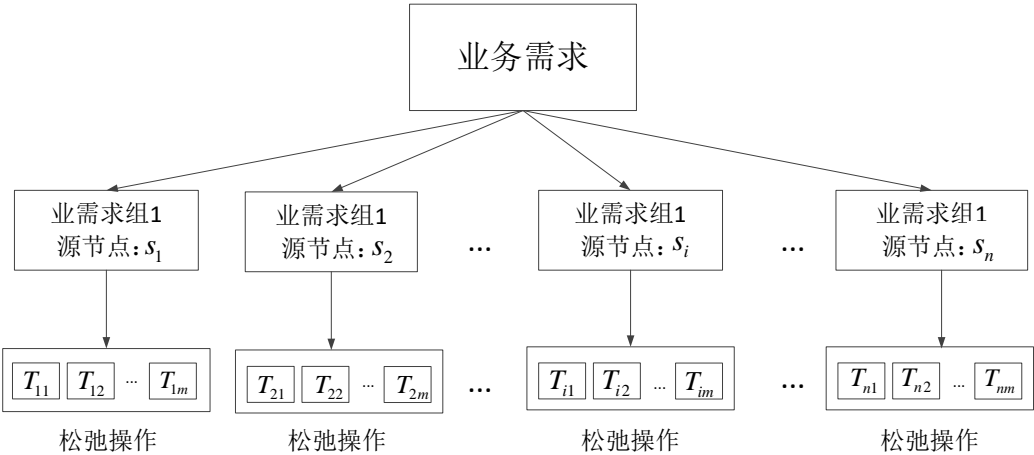 业务需求
业需求组1
源节点: s₁
业需求组1
源节点: s₂
...
业需求组1
源节点: sᵢ
...
业需求组1
源节点: sₙ
T₁₁ T₁₂ ... T₁ₘ
T₂₁ T₂₂ ... T₂ₘ
...
Tᵢ₁ Tᵢ₂ ... Tᵢₘ
...
Tₙ₁ Tₙ₂ ... Tₙₘ
松弛操作
松弛操作
松弛操作
松弛操作